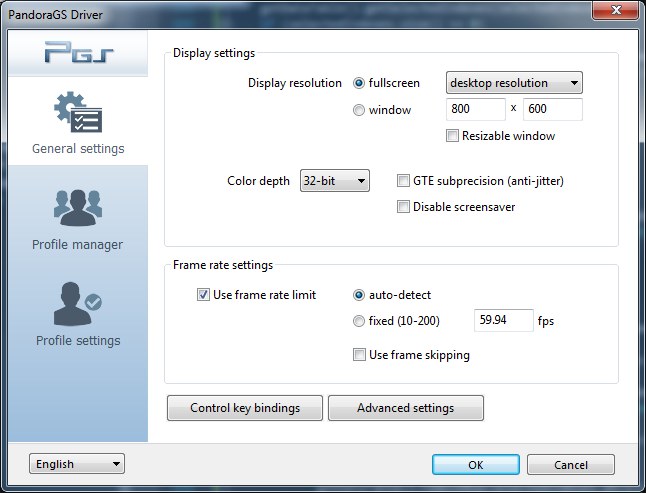 PandoraGS Driver
PGS
General settings
Profile manager
Profile settings
English
Display settings
Display resolution
fullscreen
desktop resolution
window
800 x 600
Resizable window
Color depth
32-bit
GTE subprecision (anti-jitter)
Disable screensaver
Frame rate settings
Use frame rate limit
auto-detect
fixed (10-200)
59.94 fps
Use frame skipping
Control key bindings
Advanced settings
OK
Cancel